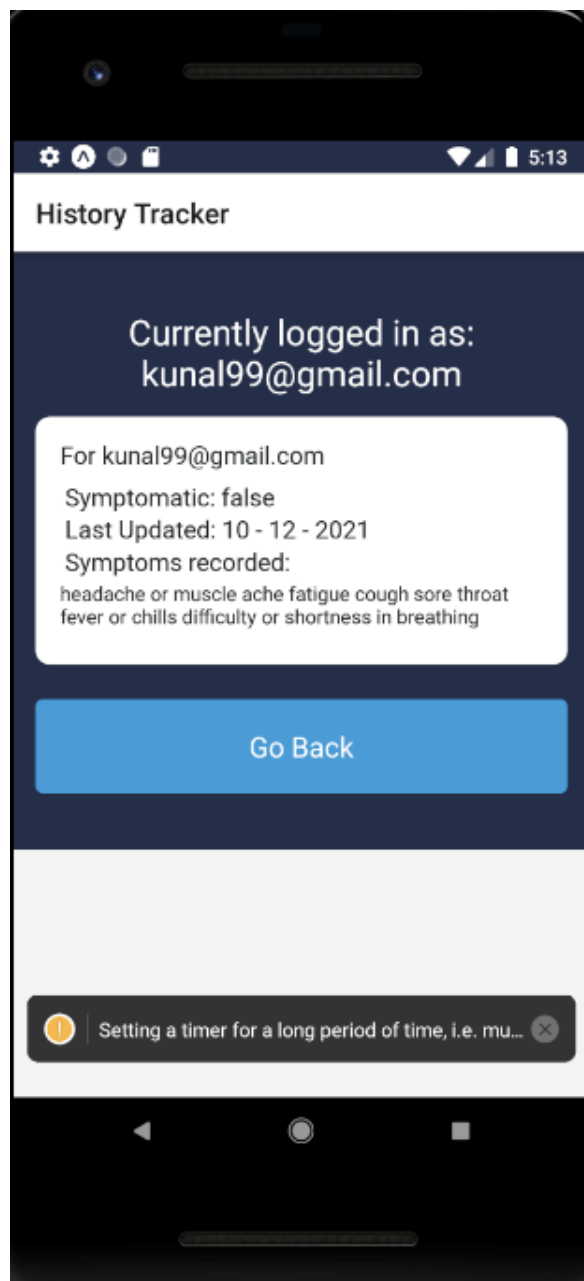 5:13
History Tracker
Currently logged in as:
kunal99@gmail.com
For kunal99@gmail.com
Symptomatic: false
Last Updated: 10 - 12 - 2021
Symptoms recorded:
headache or muscle ache fatigue cough sore throat
fever or chills difficulty or shortness in breathing
Go Back
Setting a timer for a long period of time, i.e. mu...